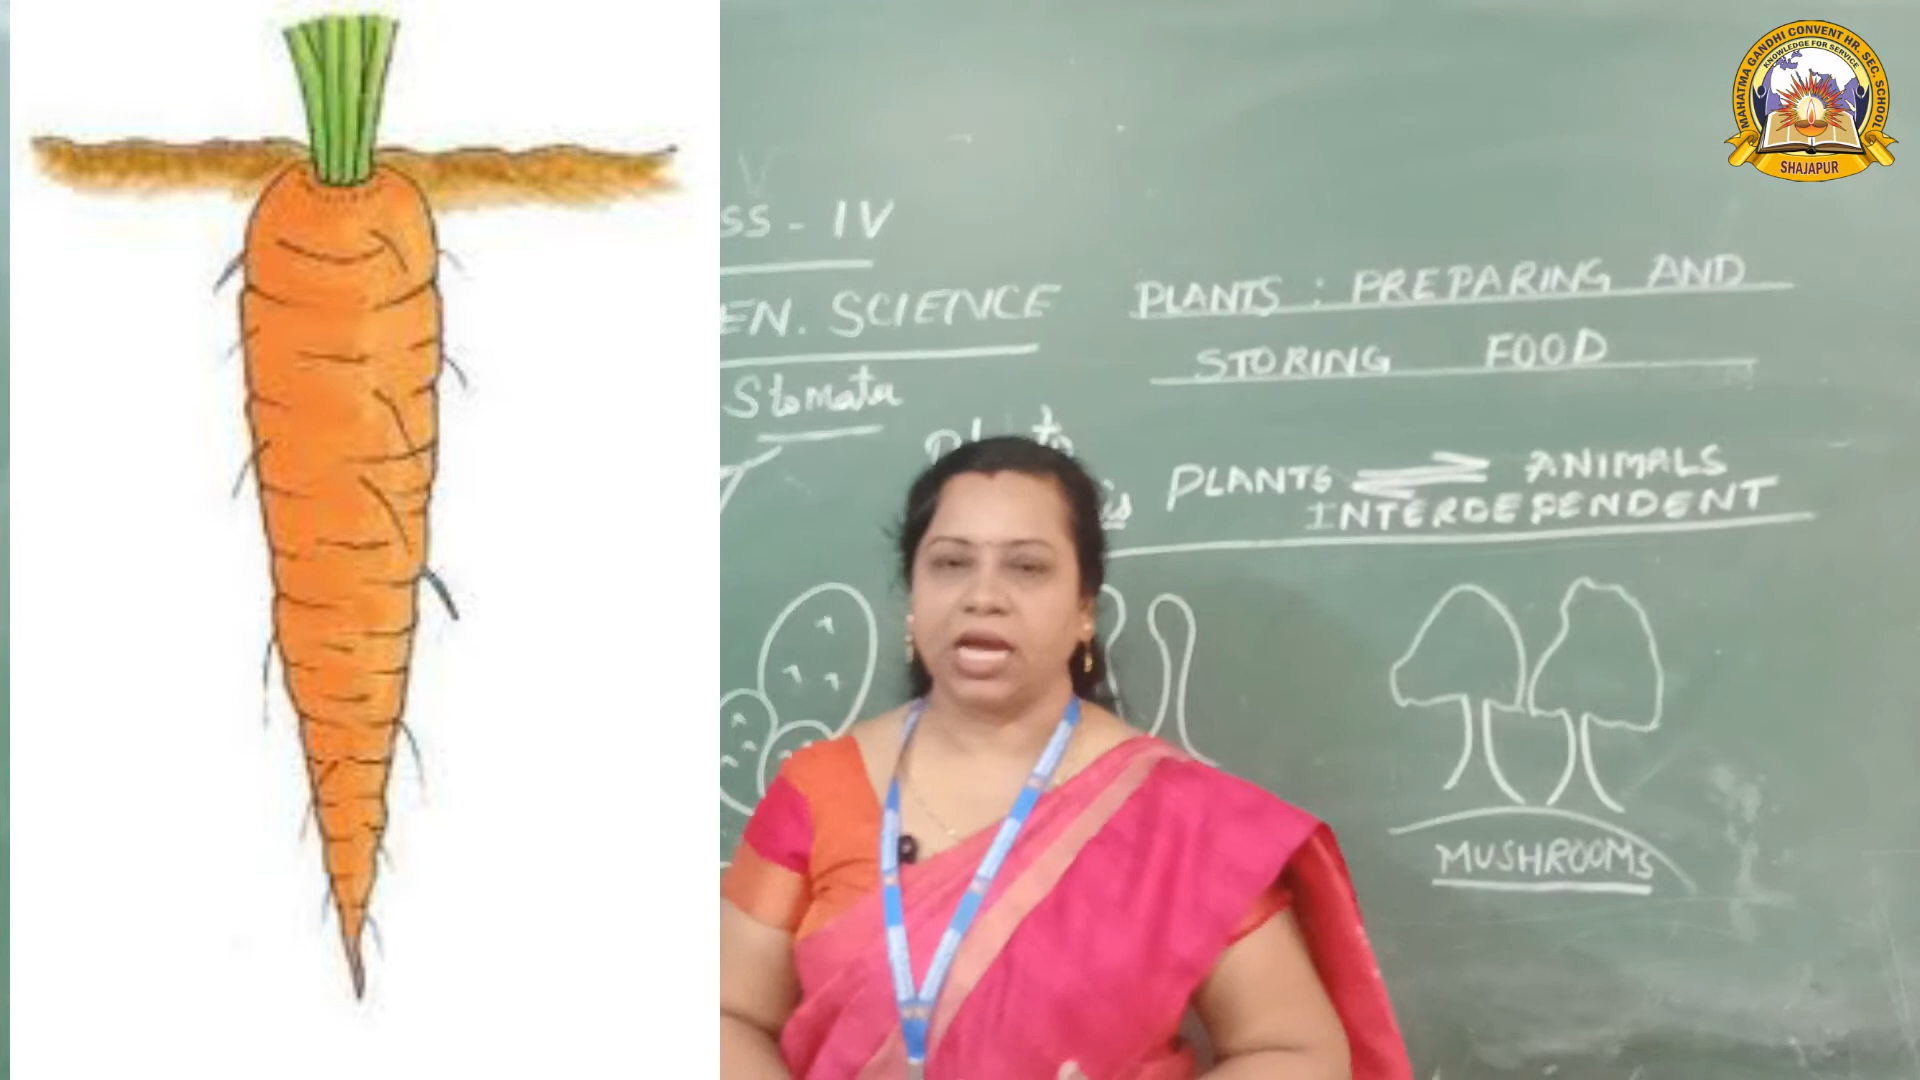 SS - IV
EN. SCIENCE
Stomata
PLANTS : PREPARING AND
STORING FOOD
PLANTS ⇌ ANIMALS
INTERDEPENDENT
MUSHROOMS
MAHATMA GANDHI CONVENT HR. SEC. SCHOOL
KNOWLEDGE FOR SERVICE
SHAJAPUR